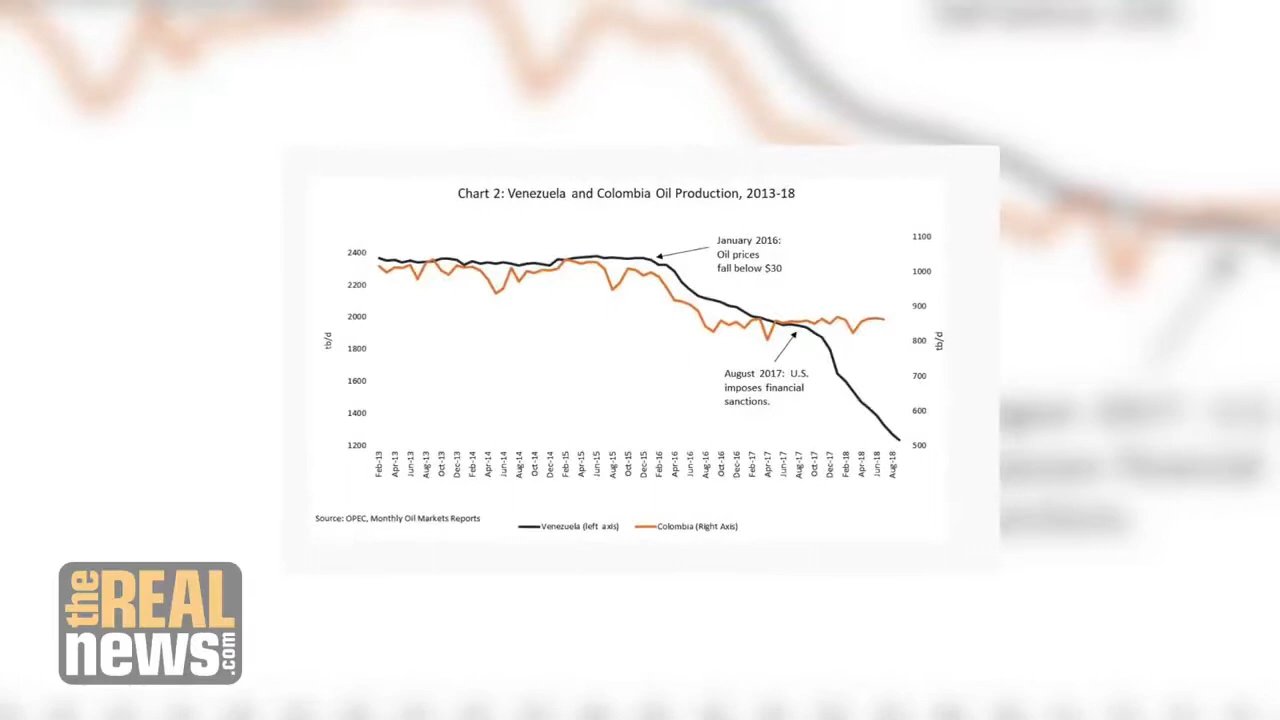 Chart 2: Venezuela and Colombia Oil Production, 2013-18
2400
2200
2000
1800
1600
1400
1200
tb/d
1100
1000
900
800
700
600
500
tb/d
January 2016:
Oil prices
fall below $30
August 2017: U.S.
imposes financial
sanctions.
Feb-13
Apr-13
Jun-13
Aug-13
Oct-13
Dec-13
Feb-14
Apr-14
Jun-14
Aug-14
Oct-14
Dec-14
Feb-15
Apr-15
Jun-15
Aug-15
Oct-15
Dec-15
Feb-16
Apr-16
Jun-16
Aug-16
Oct-16
Dec-16
Feb-17
Apr-17
Jun-17
Aug-17
Oct-17
Dec-17
Feb-18
Apr-18
Jun-18
Aug-18
Source: OPEC, Monthly Oil Markets Reports
Venezuela (left axis)
Colombia (Right Axis)
the REAL
news.com